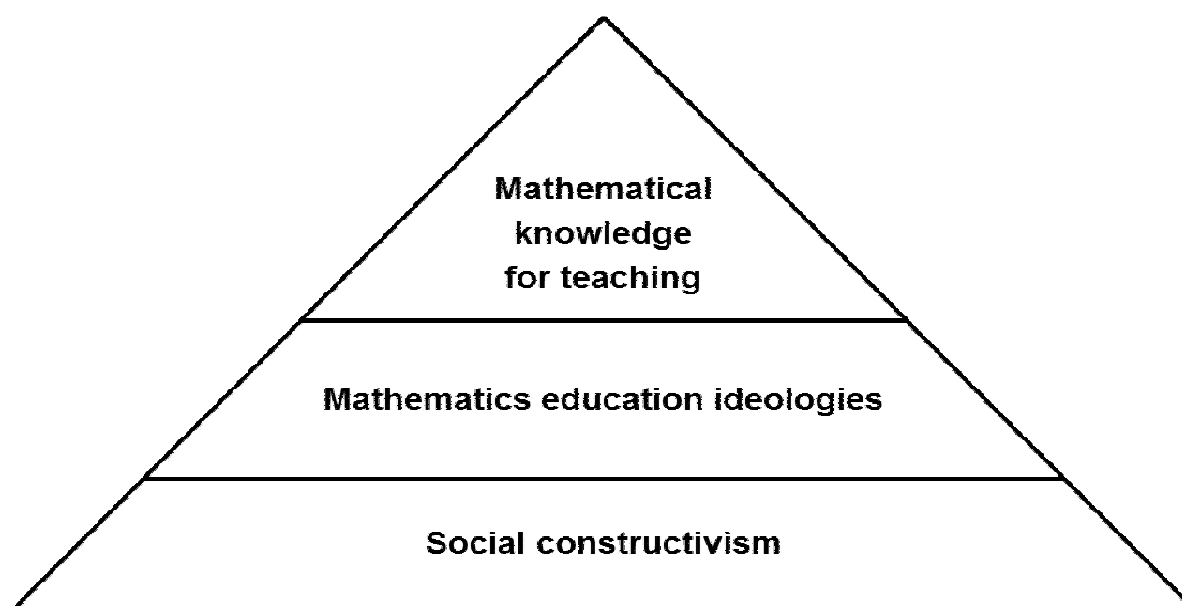 Mathematical
knowledge
for teaching
Mathematics education ideologies
Social constructivism